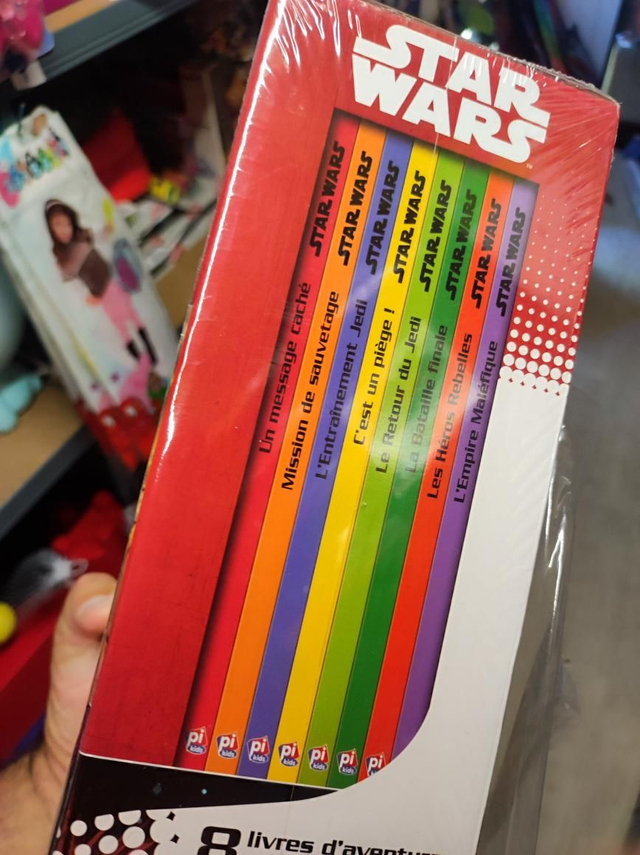 STAR
WARS
TM
STAR WARS Un message caché pi kids
STAR WARS Mission de sauvetage pi kids
STAR WARS L'Entraînement Jedi pi kids
STAR WARS C'est un piège ! pi kids
STAR WARS Le Retour du Jedi pi kids
STAR WARS La Bataille finale pi kids
STAR WARS Les Héros Rebelles pi kids
STAR WARS L'Empire Maléfique
8 livres d'aventur